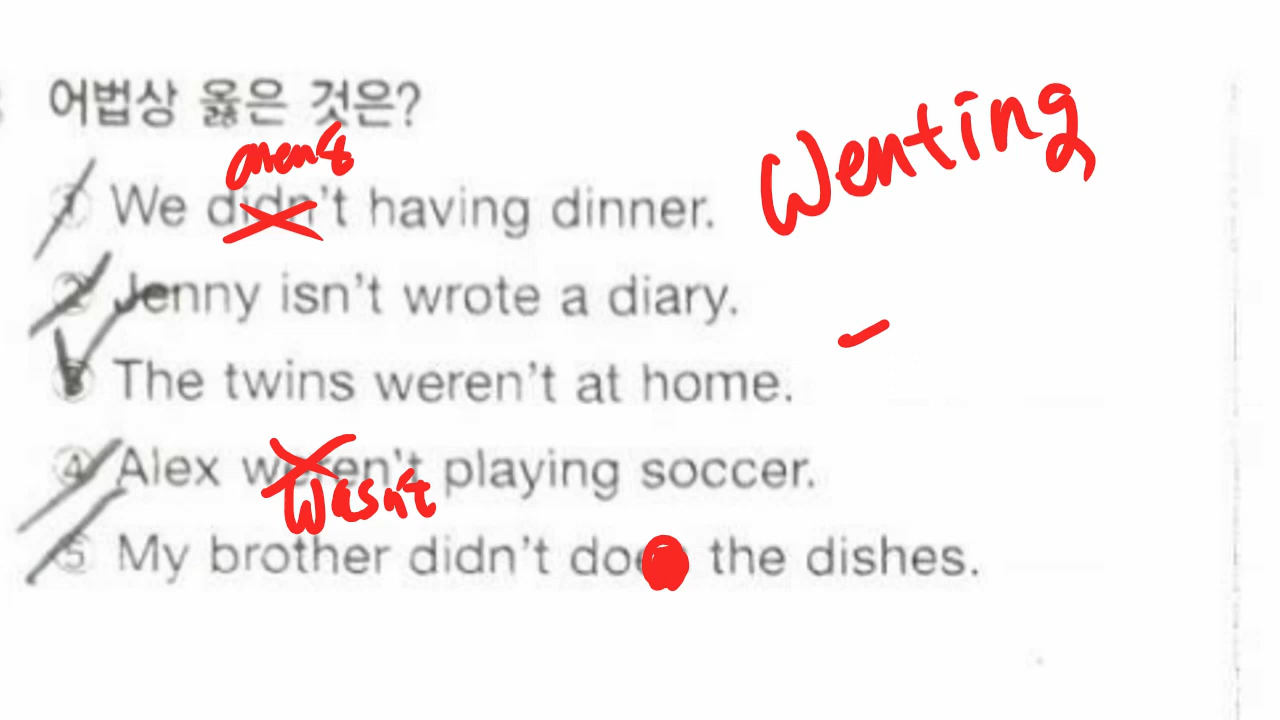 어법상 옳은 것은?
① We didn't having dinner.
② Jenny isn't wrote a diary.
③ The twins weren't at home.
④ Alex weren't playing soccer.
wasn't
⑤ My brother didn't does the dishes.
Wenting